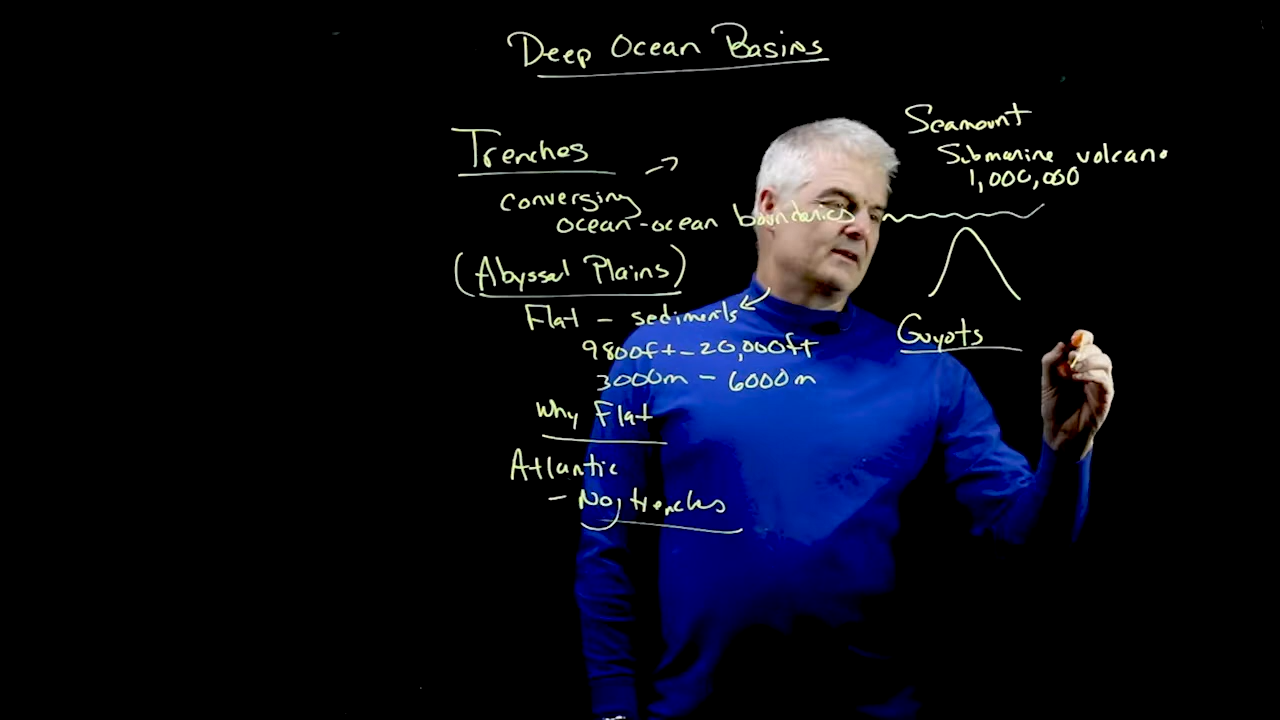 Deep Ocean Basins
Trenches
converging
ocean-ocean boundaries
(Abyssal Plains)
Flat - sediments
9800ft - 20,000ft
3000m - 6000m
Why Flat
Atlantic
- No trenches
Seamount
Submarine volcano
1,000,000
Guyots